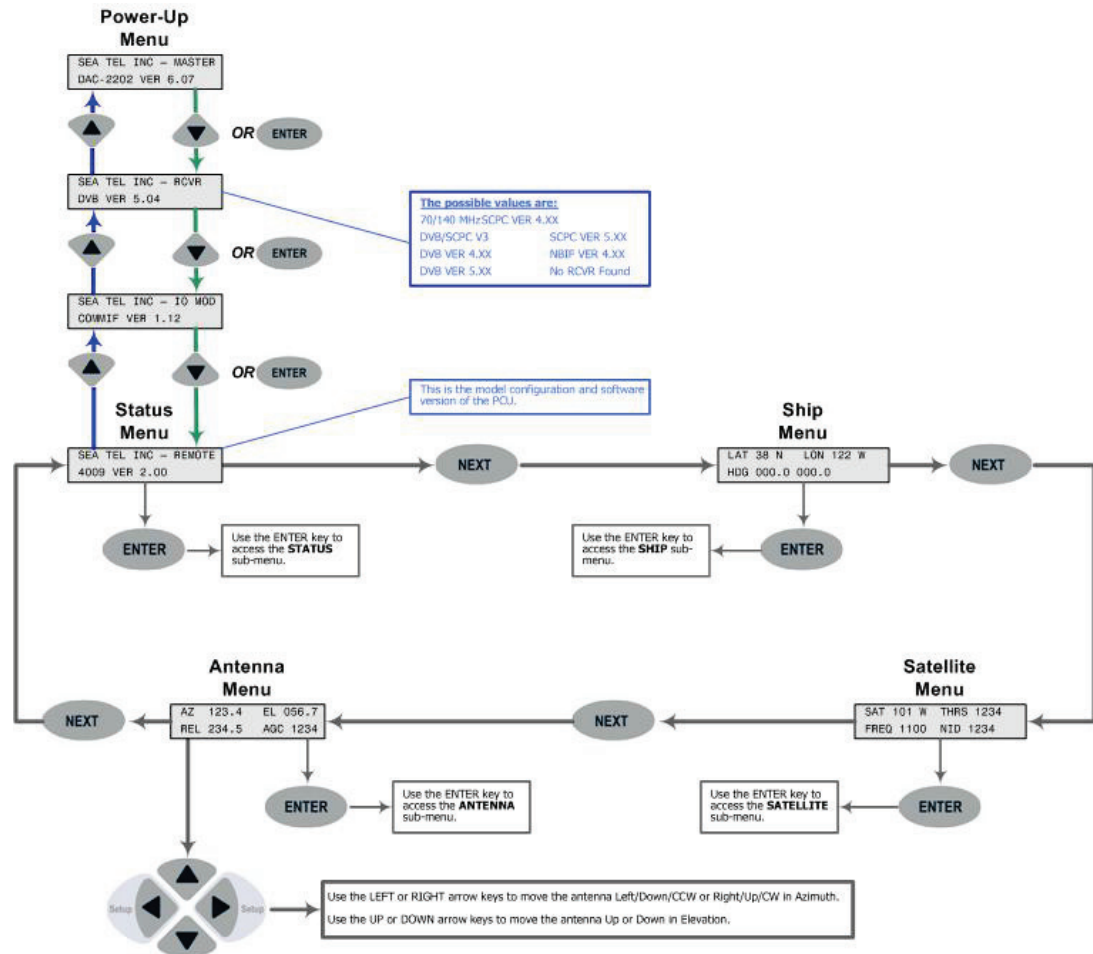 Power-Up
Menu
SEA TEL INC – MASTER
DAC-2202 VER 6.07
OR ENTER
SEA TEL INC – RCVR
DVB VER 5.04
The possible values are:
70/140 MHzSCPC VER 4.XX
DVB/SCPC V3 SCPC VER 5.XX
DVB VER 4.XX NBIF VER 4.XX
DVB VER 5.XX No RCVR Found
OR ENTER
SEA TEL INC – IO MOD
COMMIF VER 1.12
OR ENTER
This is the model configuration and software
version of the PCU.
Status
Menu
SEA TEL INC – REMOTE
4009 VER 2.00
NEXT
Ship
Menu
LAT 38 N LON 122 W
HDG 000.0 000.0
NEXT
ENTER
Use the ENTER key to
access the STATUS
sub-menu.
Use the ENTER key to
access the SHIP sub-
menu.
ENTER
Antenna
Menu
NEXT
AZ 123.4 EL 056.7
REL 234.5 AGC 1234
NEXT
Satellite
Menu
SAT 101 W THRS 1234
FREQ 1100 NID 1234
ENTER
Use the ENTER key to
access the ANTENNA
sub-menu.
Use the ENTER key to
access the SATELLITE
sub-menu.
ENTER
Setup
Setup
Use the LEFT or RIGHT arrow keys to move the antenna Left/Down/CCW or Right/Up/CW in Azimuth.
Use the UP or DOWN arrow keys to move the antenna Up or Down in Elevation.